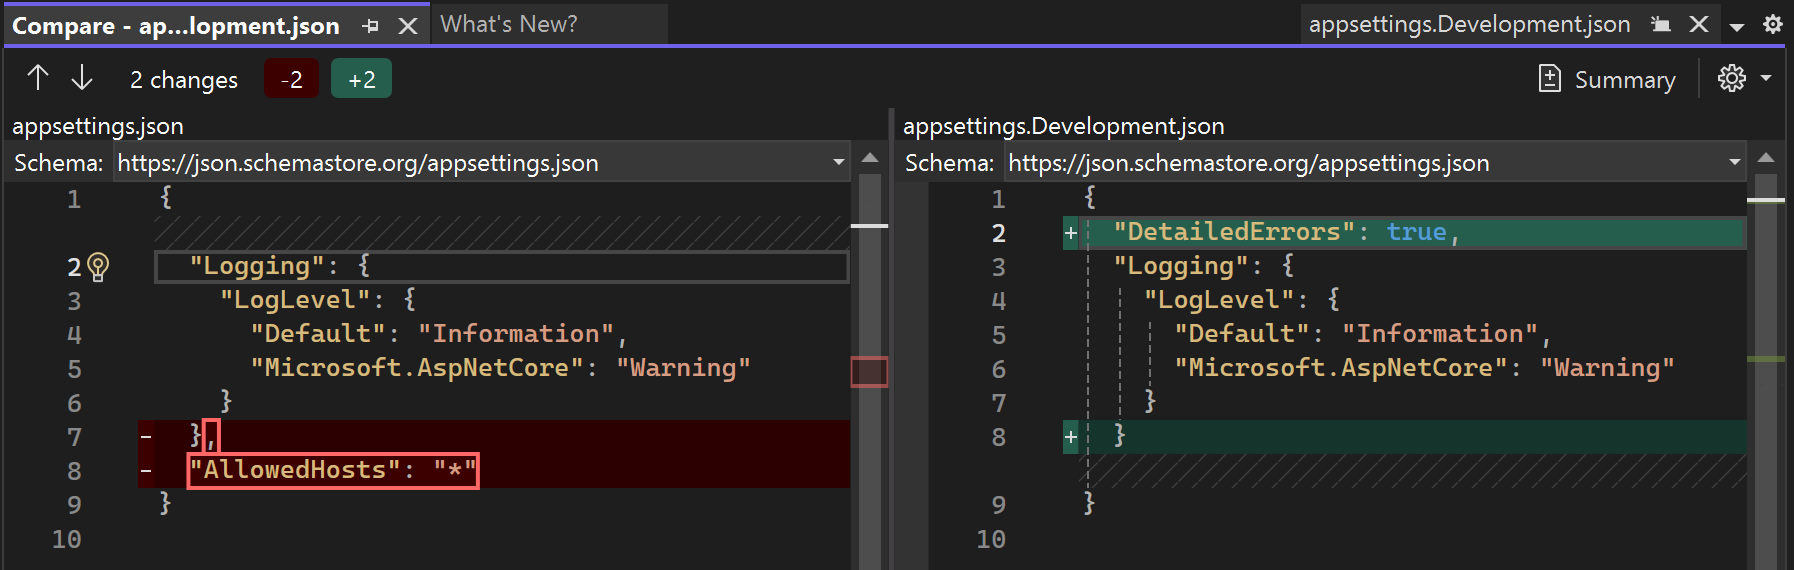 Compare - ap...lopment.json What's New? appsettings.Development.json
2 changes -2 +2 Summary
appsettings.json
Schema: https://json.schemastore.org/appsettings.json
1 {
2 "Logging": {
3 "LogLevel": {
4 "Default": "Information",
5 "Microsoft.AspNetCore": "Warning"
6 }
7 - },
8 - "AllowedHosts": "*"
9 }
10
appsettings.Development.json
Schema: https://json.schemastore.org/appsettings.json
1 {
2 + "DetailedErrors": true,
3 "Logging": {
4 "LogLevel": {
5 "Default": "Information",
6 "Microsoft.AspNetCore": "Warning"
7 }
8 + }
9 }
10